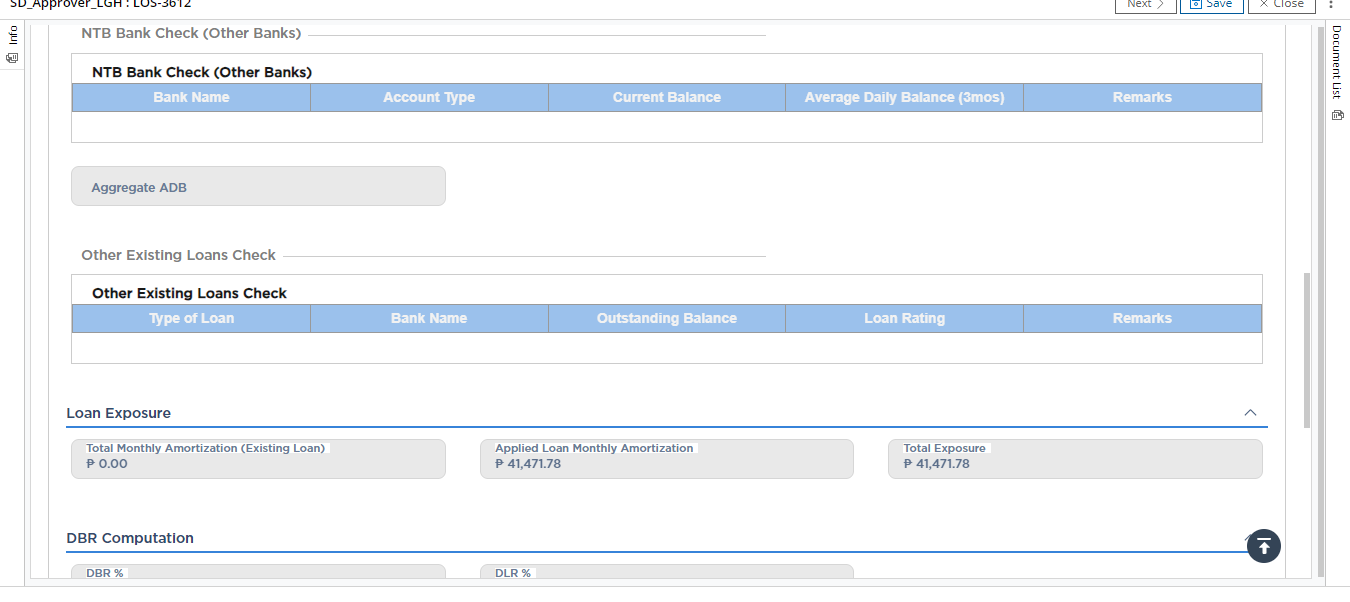 SD_Approver_LGH : LOS-3612
Next
Save
Close
Info
Document List
NTB Bank Check (Other Banks)
NTB Bank Check (Other Banks)
Bank Name Account Type Current Balance Average Daily Balance (3mos) Remarks
Aggregate ADB
Other Existing Loans Check
Other Existing Loans Check
Type of Loan Bank Name Outstanding Balance Loan Rating Remarks
Loan Exposure
Total Monthly Amortization (Existing Loan) Applied Loan Monthly Amortization Total Exposure
₱ 0.00 ₱ 41,471.78 ₱ 41,471.78
DBR Computation
DBR % DLR %